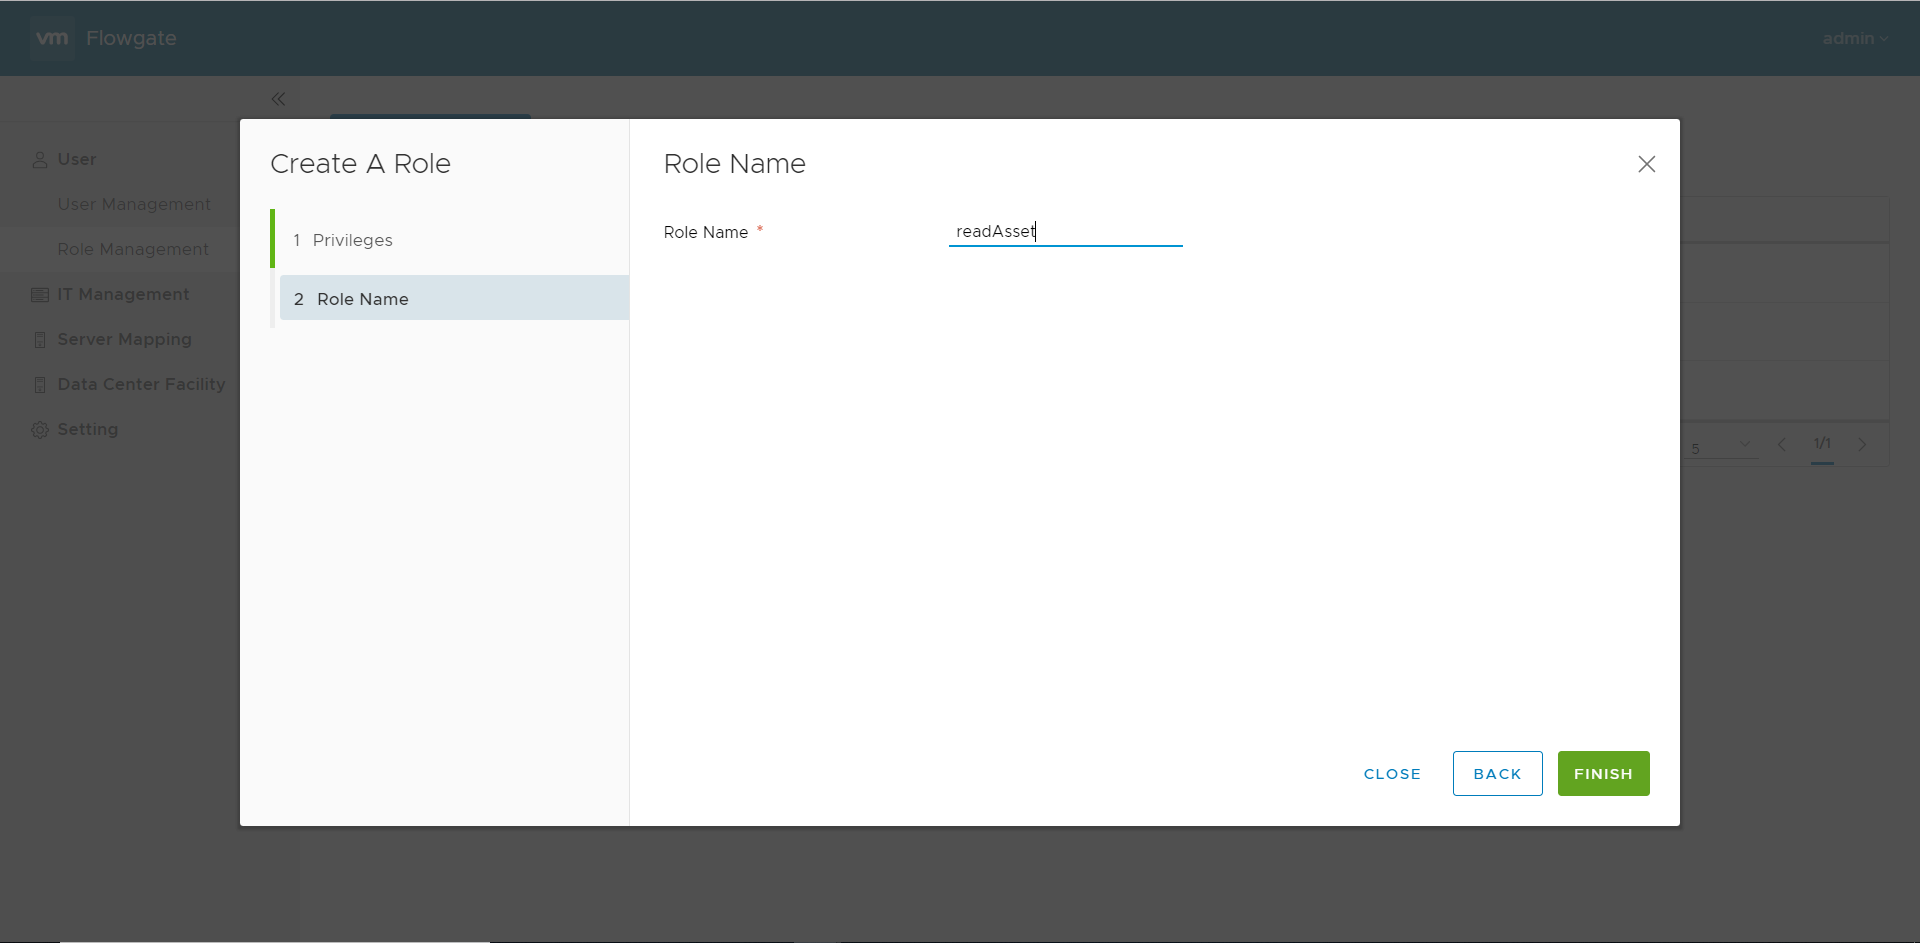 vm Flowgate
admin
User
User Management
Role Management
IT Management
Server Mapping
Data Center Facility
Setting
Create A Role
1 Privileges
2 Role Name
Role Name
Role Name *
readAsset
CLOSE
BACK
FINISH
5
1/1